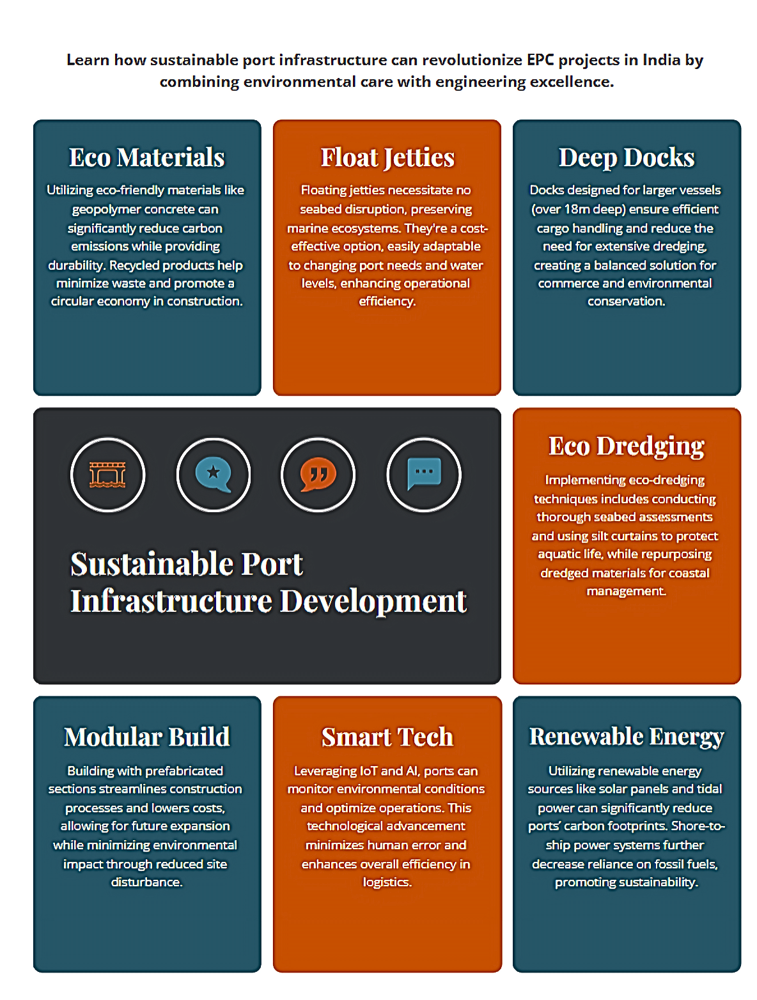 Learn how sustainable port infrastructure can revolutionize EPC projects in India by
combining environmental care with engineering excellence.
Eco Materials
Utilizing eco-friendly materials like
geopolymer concrete can
significantly reduce carbon
emissions while providing
durability. Recycled products help
minimize waste and promote a
circular economy in construction.
Float Jetties
Floating jetties necessitate no
seabed disruption, preserving
marine ecosystems. They're a cost-
effective option, easily adaptable
to changing port needs and water
levels, enhancing operational
efficiency.
Deep Docks
Docks designed for larger vessels
(over 18m deep) ensure efficient
cargo handling and reduce the
need for extensive dredging,
creating a balanced solution for
commerce and environmental
conservation.
Sustainable Port
Infrastructure Development
Eco Dredging
Implementing eco-dredging
techniques includes conducting
thorough seabed assessments
and using silt curtains to protect
aquatic life, while repurposing
dredged materials for coastal
management.
Modular Build
Building with prefabricated
sections streamlines construction
processes and lowers costs,
allowing for future expansion
while minimizing environmental
impact through reduced site
disturbance.
Smart Tech
Leveraging IoT and AI, ports can
monitor environmental conditions
and optimize operations. This
technological advancement
minimizes human error and
enhances overall efficiency in
logistics.
Renewable Energy
Utilizing renewable energy
sources like solar panels and tidal
power can significantly reduce
ports’ carbon footprints. Shore-to-
ship power systems further
decrease reliance on fossil fuels,
promoting sustainability.